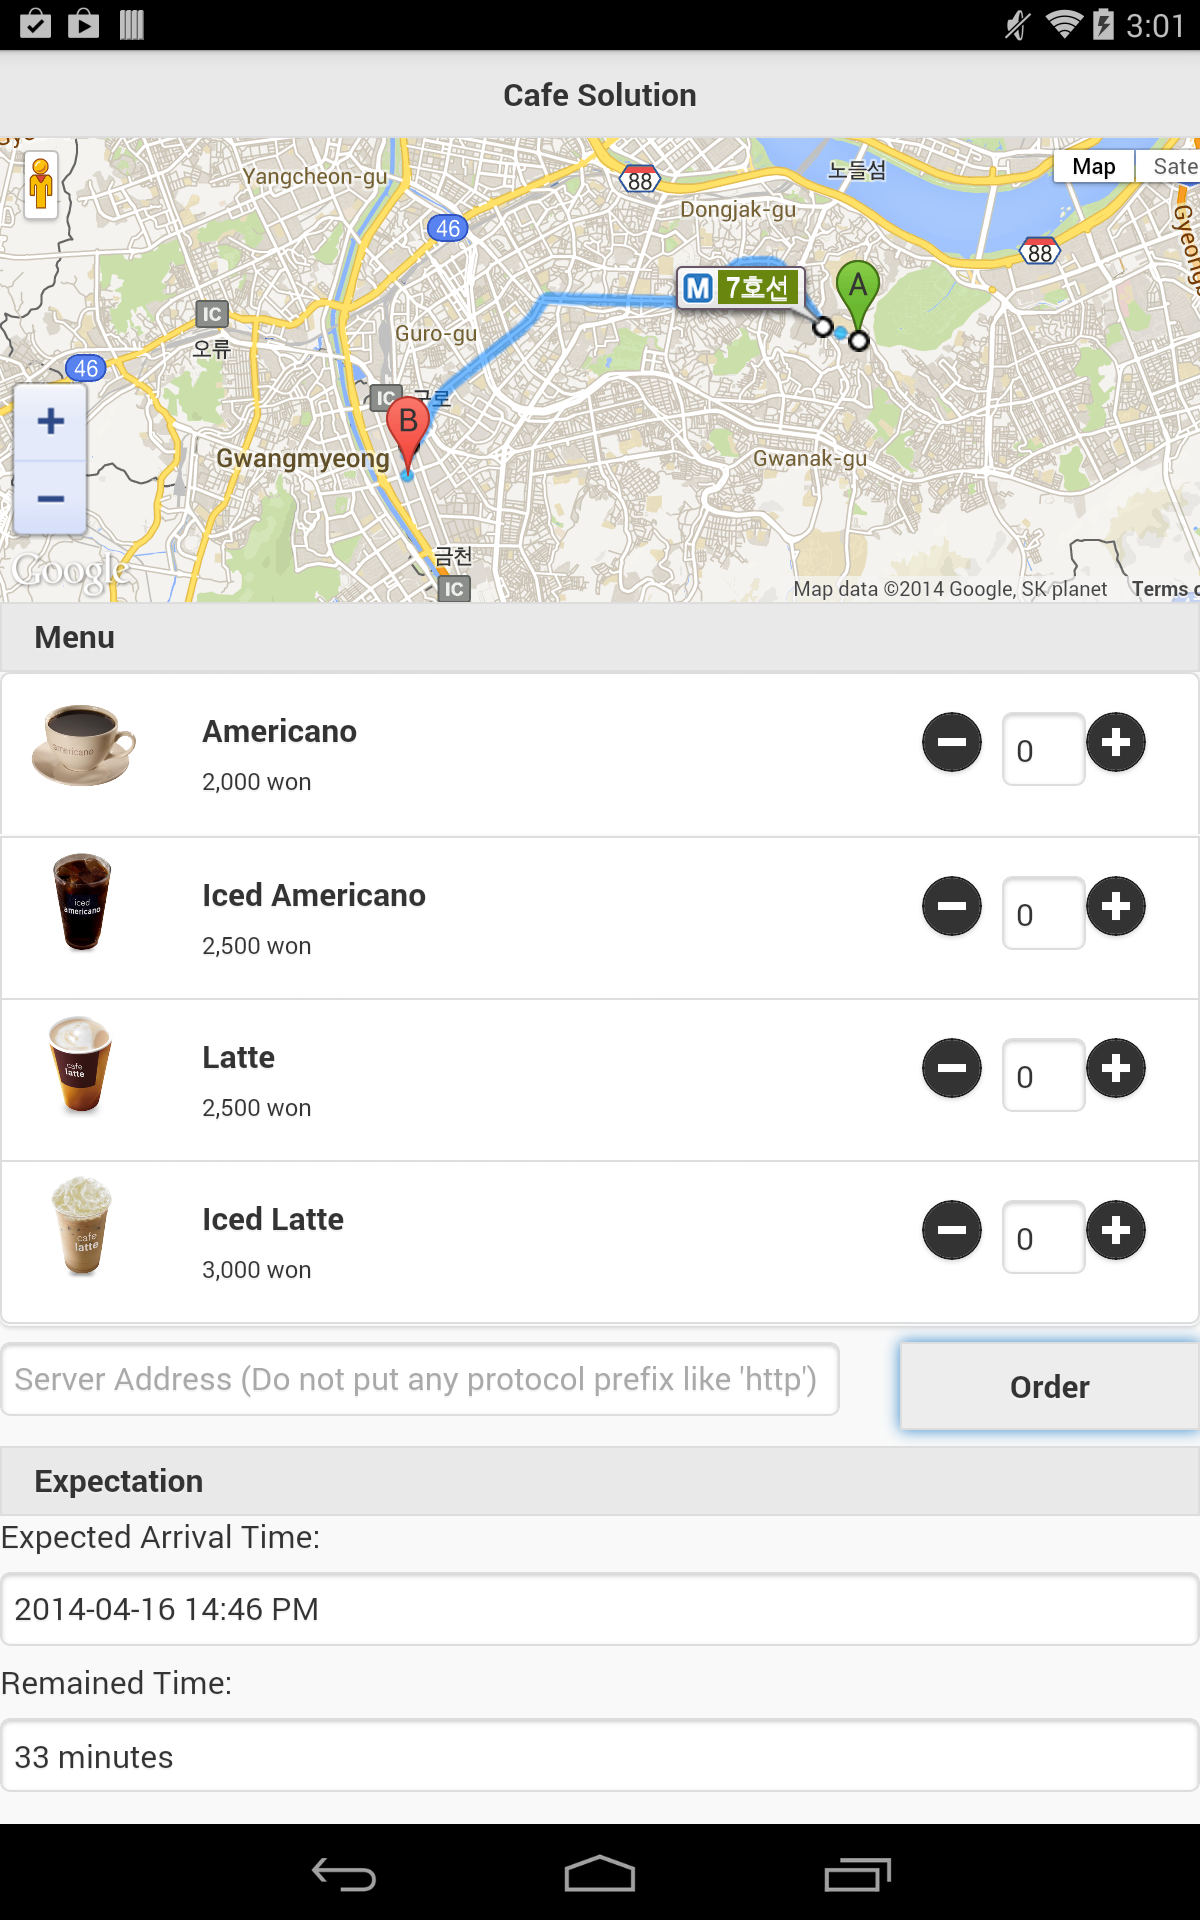 3:01
Cafe Solution
Yangcheon-gu
88
노들섬
Map
Sate
46
Dongjak-gu
88
Gyeongs
M 7호선
A
IC
오류
Guro-gu
46
IC
구로
B
+
Gwangmyeong
Gwanak-gu
−
금천
Google
IC
Map data ©2014 Google, SK planet
Terms o
Menu
americano
Americano
2,000 won
0
iced
americano
Iced Americano
2,500 won
0
cafe
latte
Latte
2,500 won
0
cafe
latte
Iced Latte
3,000 won
0
Server Address (Do not put any protocol prefix like 'http')
Order
Expectation
Expected Arrival Time:
2014-04-16 14:46 PM
Remained Time:
33 minutes